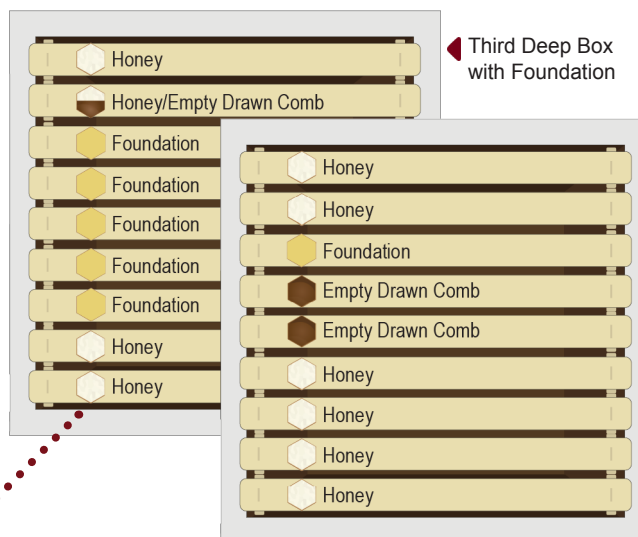 Third Deep Box
with Foundation
Honey
Honey/Empty Drawn Comb
Foundation
Foundation
Foundation
Foundation
Foundation
Honey
Honey
Honey
Honey
Foundation
Empty Drawn Comb
Empty Drawn Comb
Honey
Honey
Honey
Honey